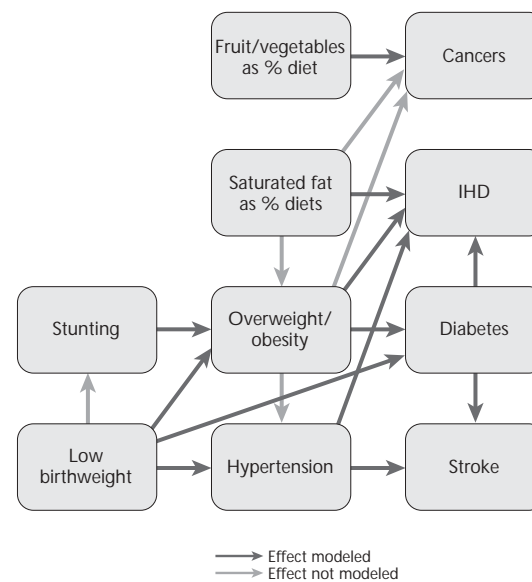 Fruit/vegetables
as % diet
Cancers
Saturated fat
as % diets
IHD
Stunting
Overweight/
obesity
Diabetes
Low
birthweight
Hypertension
Stroke
Effect modeled
Effect not modeled